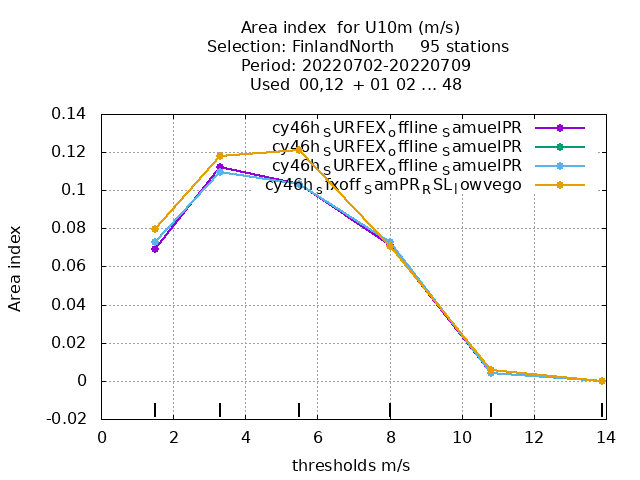 Area index  for U10m (m/s)
Selection: FinlandNorth     95 stations
Period: 20220702-20220709
Used  00,12  + 01 02 ... 48
cy46h_SURFEX_offline_SamuelPR
cy46h_SURFEX_offline_SamuelPR
cy46h_SURFEX_offline_SamuelPR
cy46h_sixoff_samPR_RSL_lowvego
0.14
0.12
0.1
0.08
0.06
0.04
0.02
0
-0.02
Area index
0 2 4 6 8 10 12 14
thresholds m/s